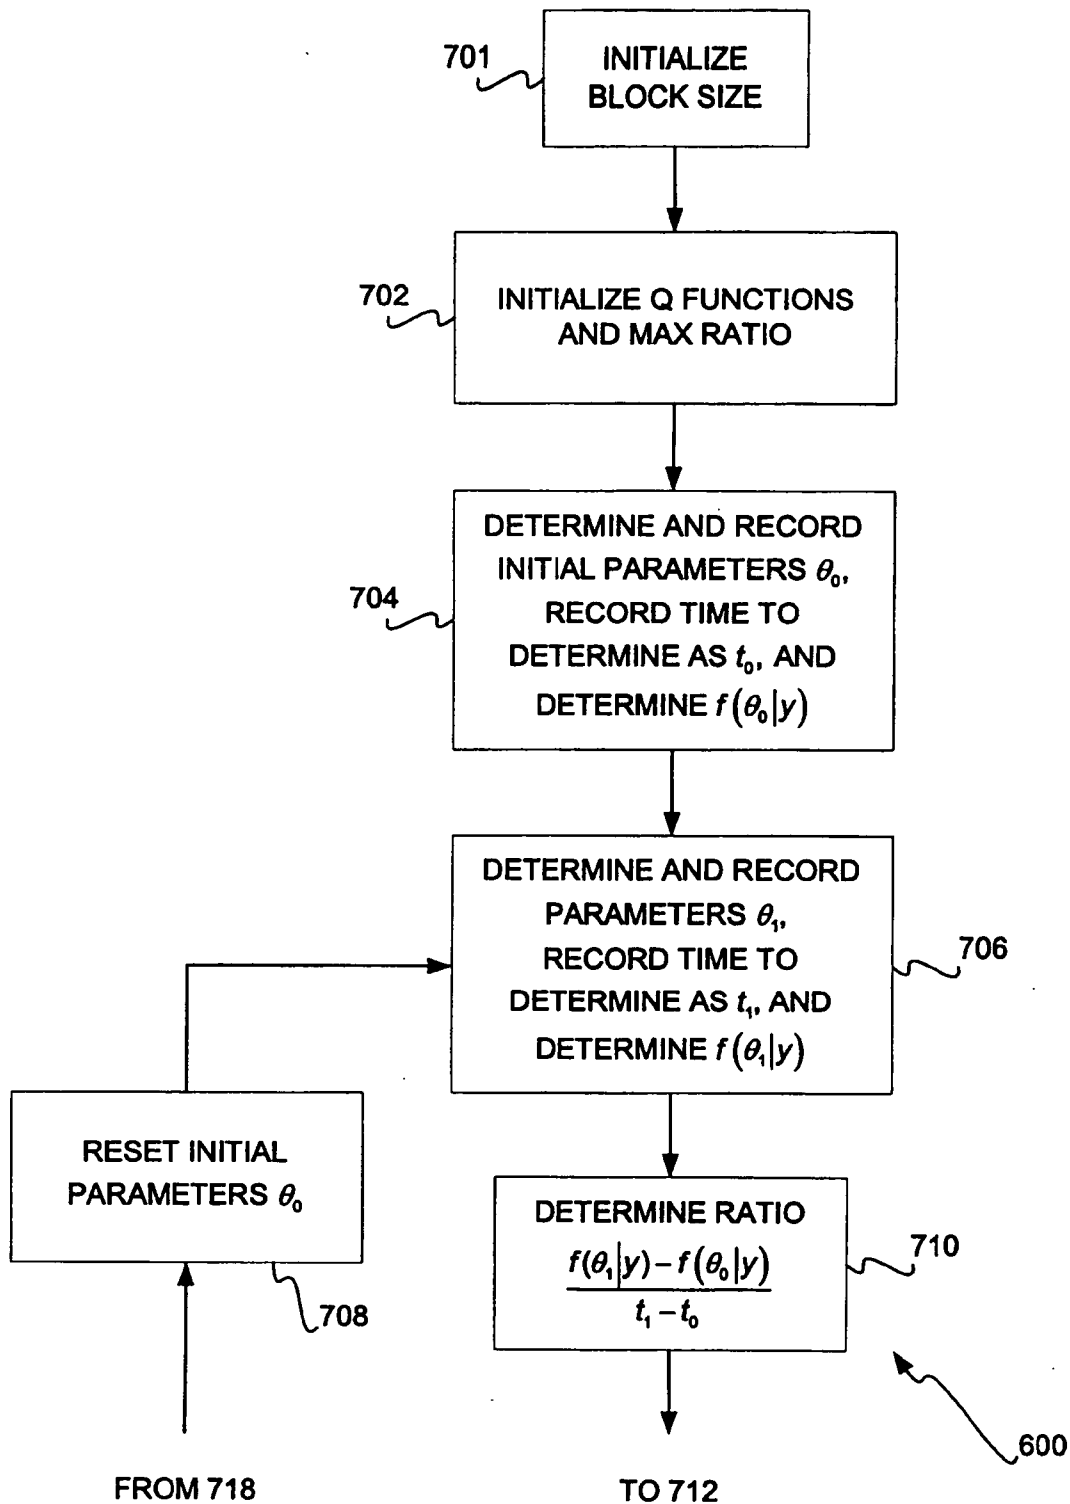 701
INITIALIZE
BLOCK SIZE
702
INITIALIZE Q FUNCTIONS
AND MAX RATIO
704
DETERMINE AND RECORD
INITIAL PARAMETERS θ₀,
RECORD TIME TO
DETERMINE AS t₀, AND
DETERMINE f(θ₀|y)
706
DETERMINE AND RECORD
PARAMETERS θ₁,
RECORD TIME TO
DETERMINE AS t₁, AND
DETERMINE f(θ₁|y)
RESET INITIAL
PARAMETERS θ₀
708
DETERMINE RATIO
f(θ₁|y) – f(θ₀|y)
t₁ – t₀
710
600
FROM 718
TO 712